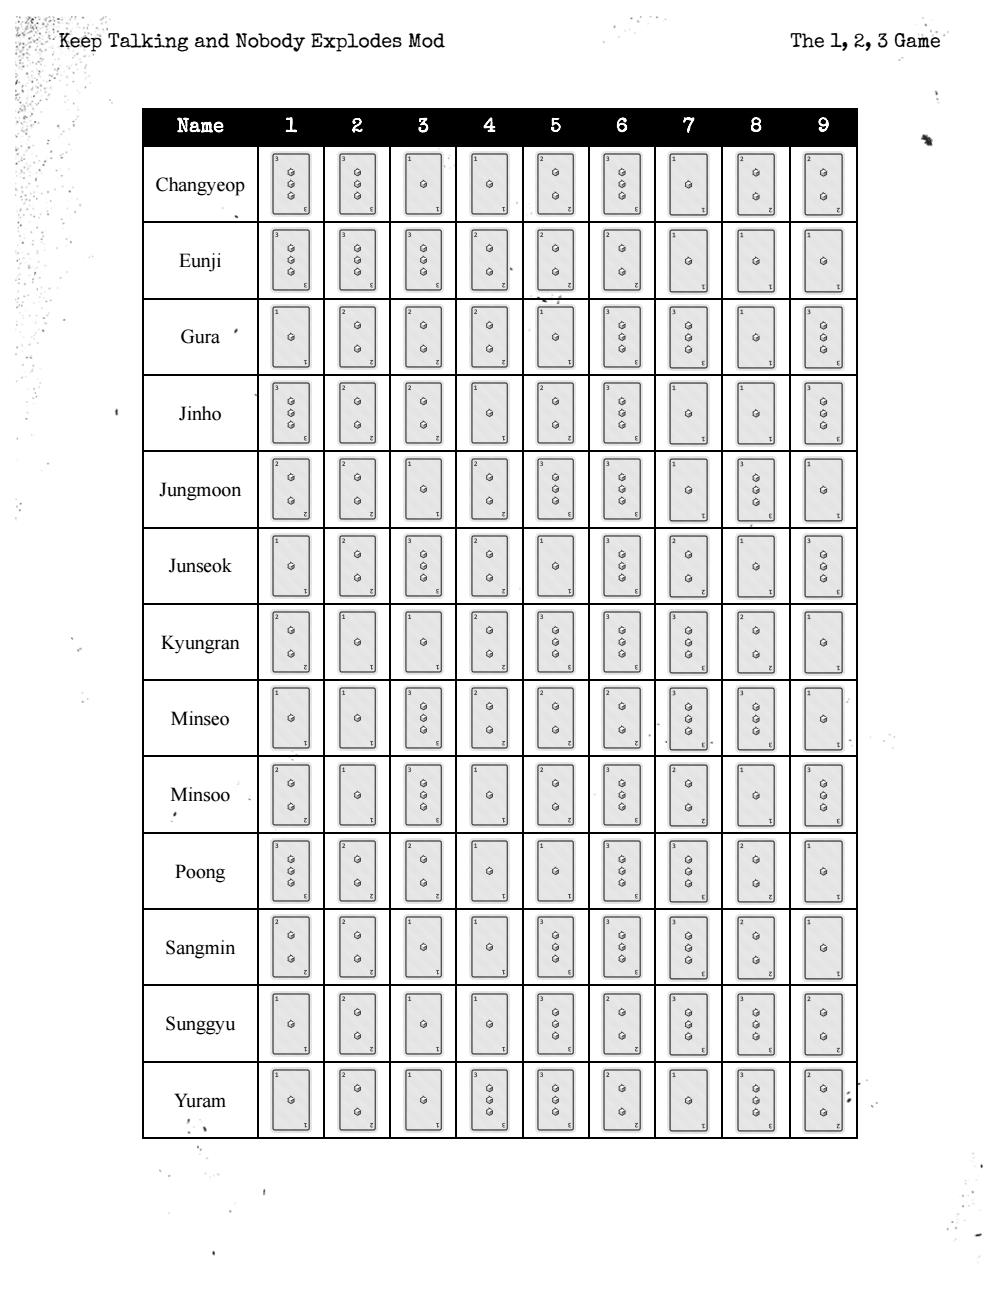 Keep Talking and Nobody Explodes Mod The 1, 2, 3 Game
Name 1 2 3 4 5 6 7 8 9
Changyeop 3 3 1 1 2 3 1 2 2
Eunji 3 3 3 2 2 2 1 1 1
Gura 1 2 2 2 1 3 3 1 3
Jinho 3 2 2 1 2 3 1 1 3
Jungmoon 2 2 1 2 3 3 1 3 1
Junseok 1 2 3 2 1 3 2 1 3
Kyungran 2 1 1 2 3 3 3 2 1
Minseo 1 1 3 2 2 2 3 3 1
Minsoo 2 1 3 1 2 3 2 1 3
Poong 3 2 2 1 1 3 3 2 1
Sangmin 2 2 1 1 3 3 3 2 1
Sunggyu 1 2 1 1 3 2 3 3 2
Yuram 1 2 1 3 3 2 1 3 2